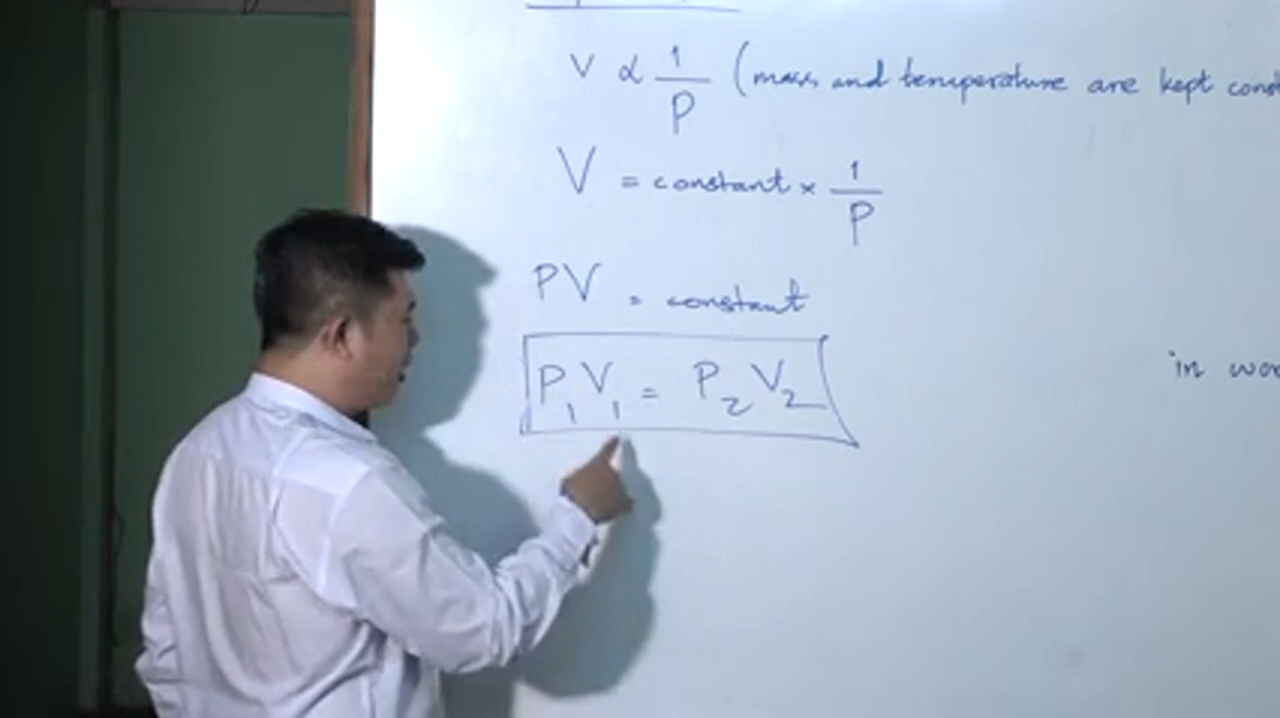 V ∝ 1/P (mass and temperature are kept
V = constant × 1/P
PV = constant
P₁V₁ = P₂V₂
in